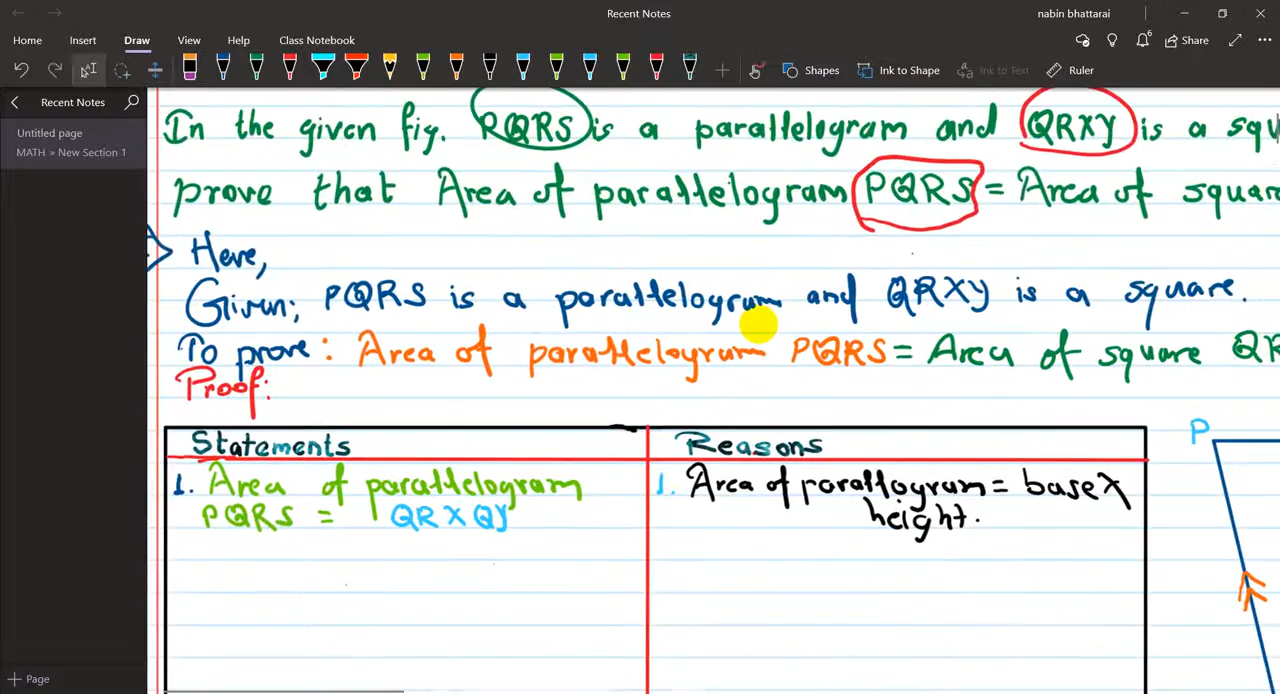 Recent Notes
nabin bhattarai
Home Insert Draw View Help Class Notebook
Share
Shapes Ink to Shape Ink to Text Ruler
Recent Notes
Untitled page
MATH » New Section 1
In the given fig. PQRS is a parallelogram and QRXY is a squ
prove that Area of parallelogram PQRS = Area of square
Here,
Given; PQRS is a parallelogram and QRXY is a square.
To prove: Area of parallelogram PQRS = Area of square QR
Proof:
Statements Reasons
1. Area of parallelogram
PQRS = QR X QY
1. Area of parallogram = base X
height.
P
Page